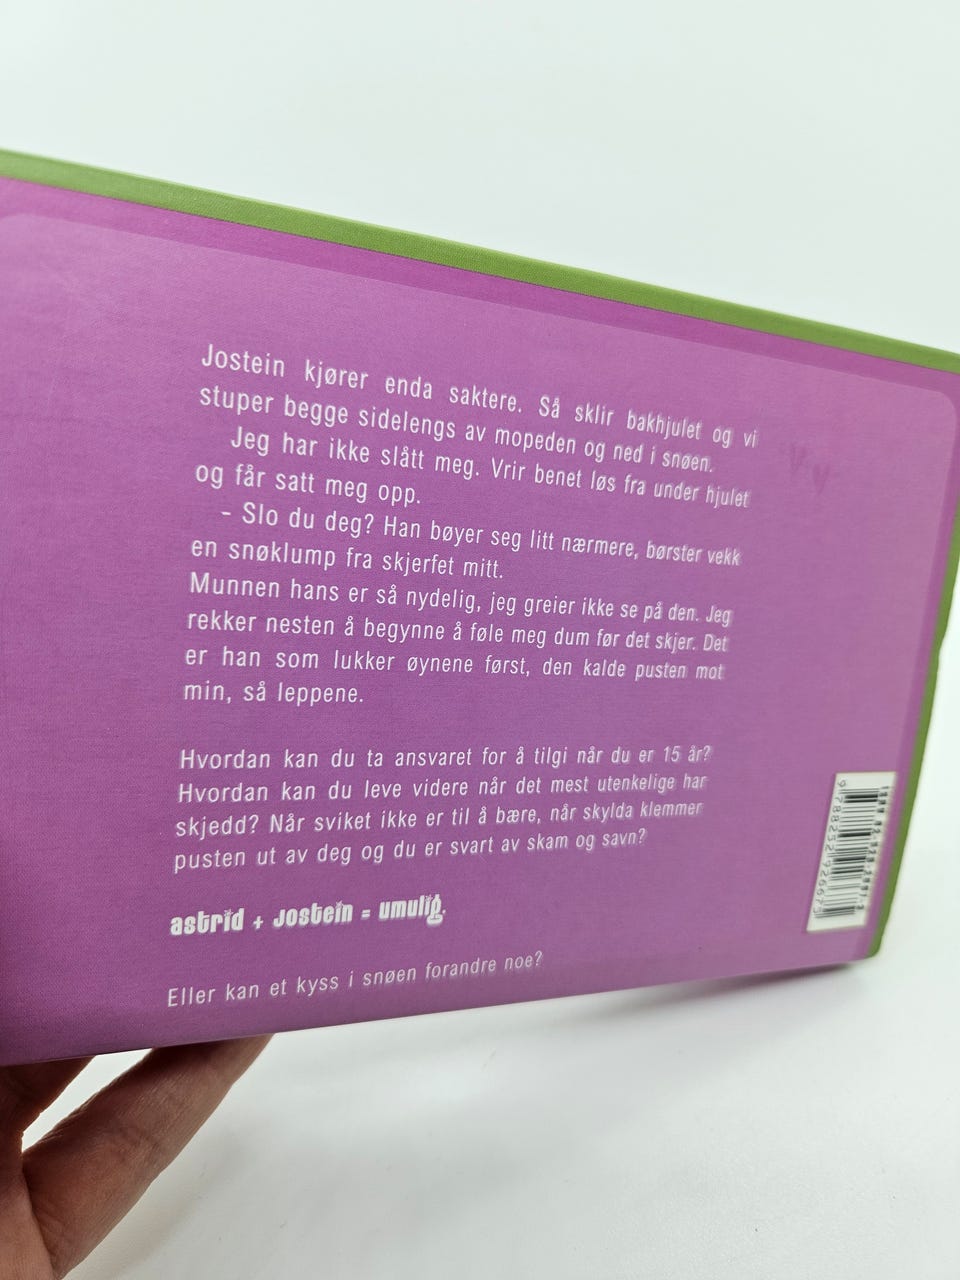 Jostein kjører enda saktere. Så sklir bakhjulet og vi
stuper begge sidelengs av mopeden og ned i snøen.
Jeg har ikke slått meg. Vrir benet løs fra under hjulet
og får satt meg opp.
- Slo du deg? Han bøyer seg litt nærmere, børster vekk
en snøklump fra skjerfet mitt.
Munnen hans er så nydelig, jeg greier ikke se på den. Jeg
rekker nesten å begynne å føle meg dum før det skjer. Det
er han som lukker øynene først, den kalde pusten mot
min, så leppene.
Hvordan kan du ta ansvaret for å tilgi når du er 15 år?
Hvordan kan du leve videre når det mest utenkelige har
skjedd? Når sviket ikke er til å bære, når skylda klemmer
pusten ut av deg og du er svart av skam og savn?
astrid + Jostein = umulig.
Eller kan et kyss i snøen forandre noe?
9788252926675